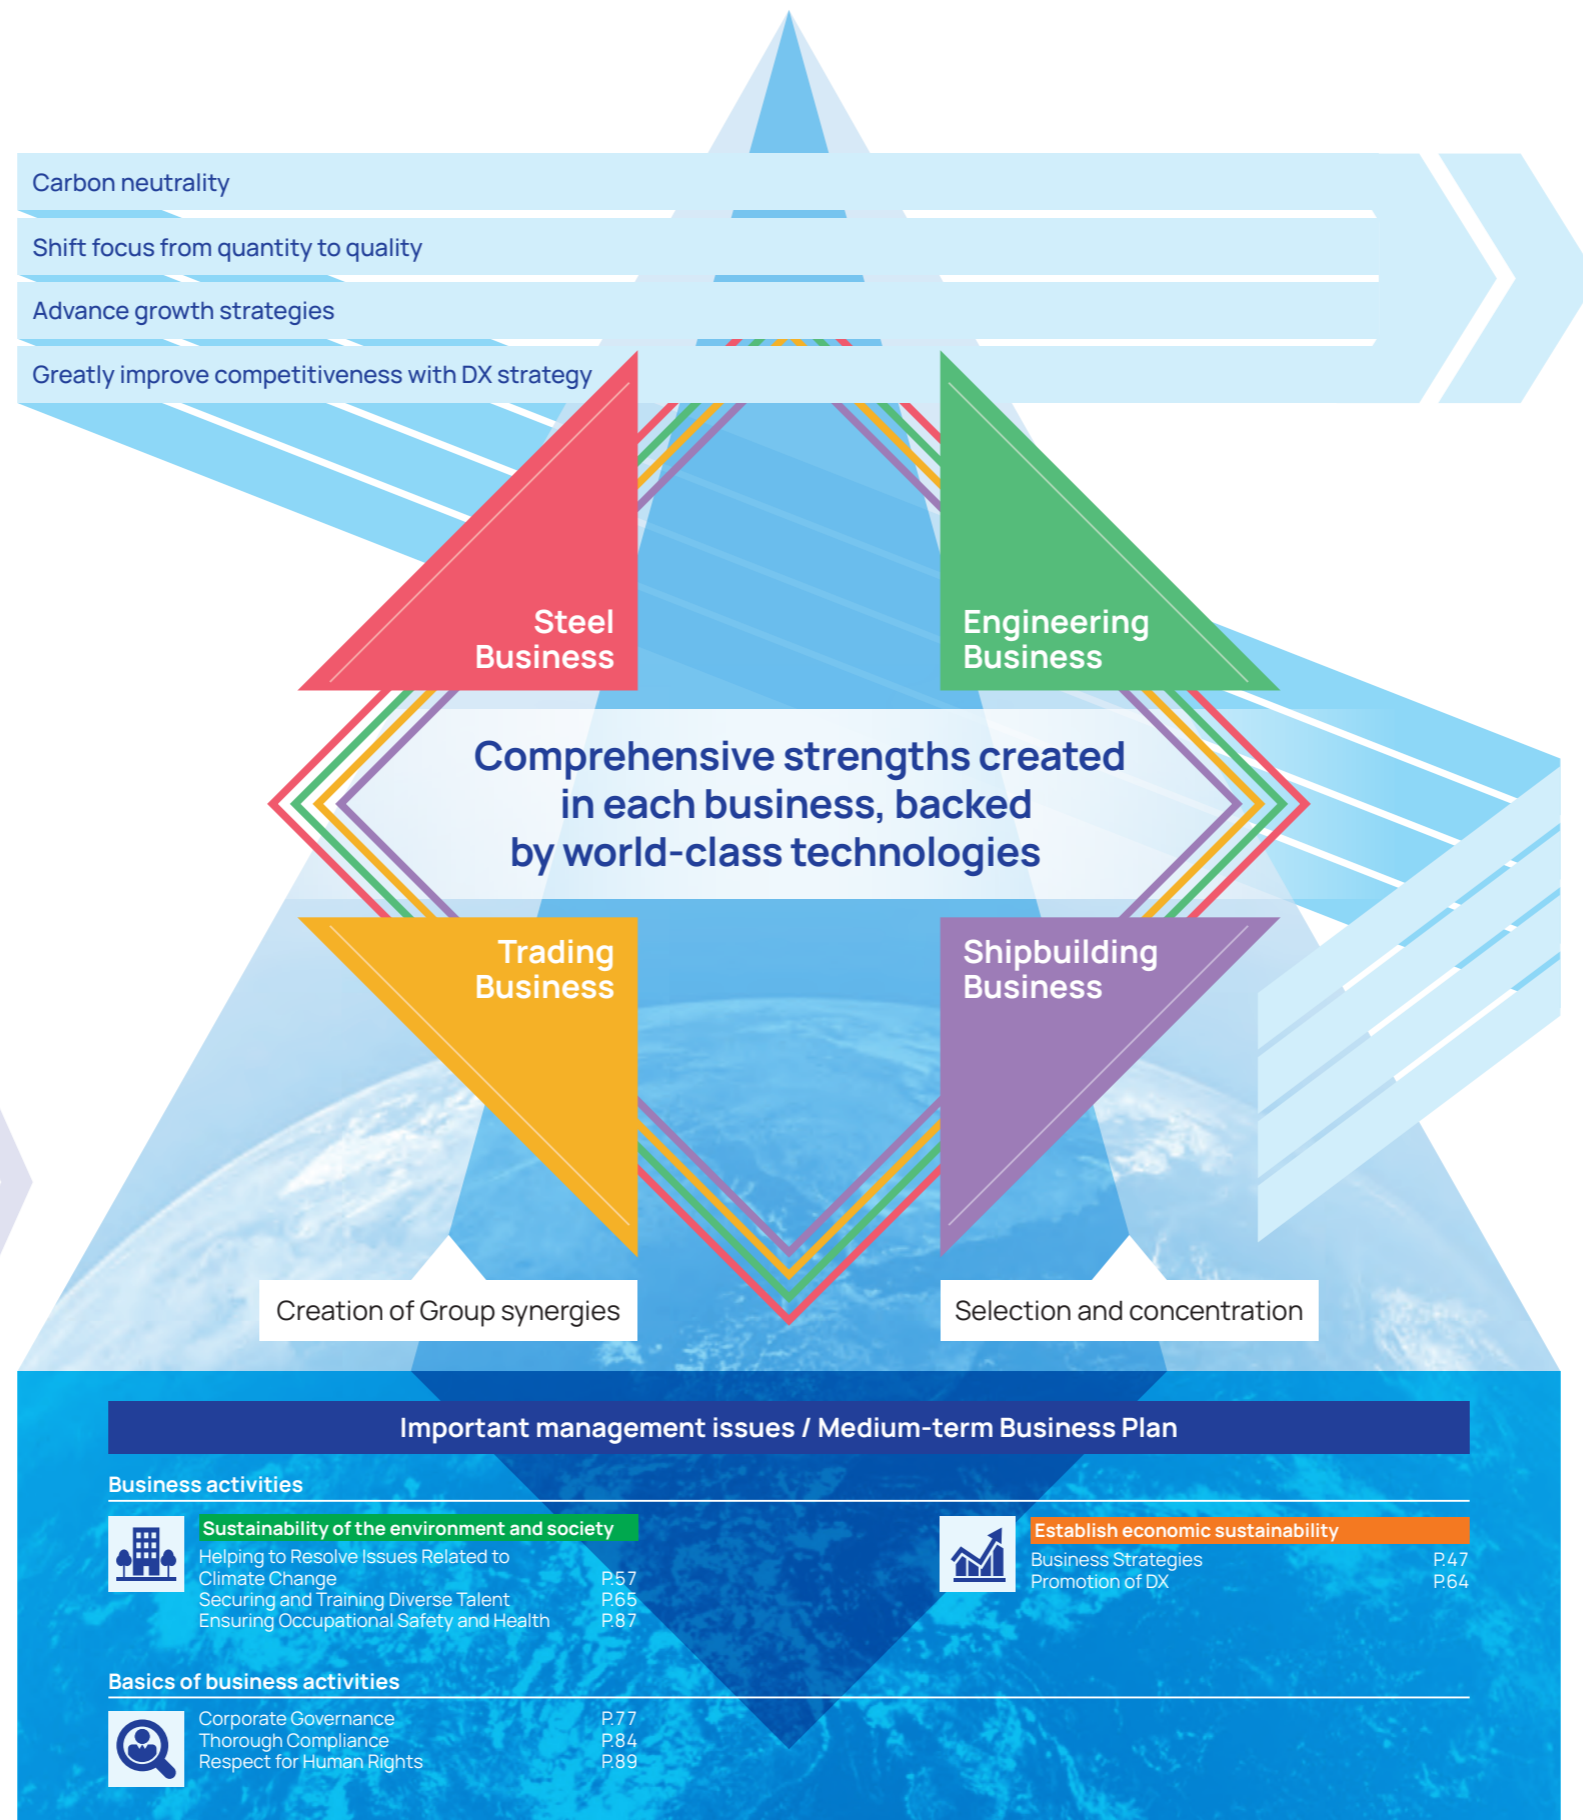 Carbon neutrality
Shift focus from quantity to quality
Advance growth strategies
Greatly improve competitiveness with DX strategy
Steel
Business
Engineering
Business
Comprehensive strengths created
in each business, backed
by world-class technologies
Trading
Business
Shipbuilding
Business
Creation of Group synergies
Selection and concentration
Important management issues / Medium-term Business Plan
Business activities
Sustainability of the environment and society
Helping to Resolve Issues Related to
Climate Change P.57
Securing and Training Diverse Talent P.65
Ensuring Occupational Safety and Health P.87
Establish economic sustainability
Business Strategies P.47
Promotion of DX P.64
Basics of business activities
Corporate Governance P.77
Thorough Compliance P.84
Respect for Human Rights P.89